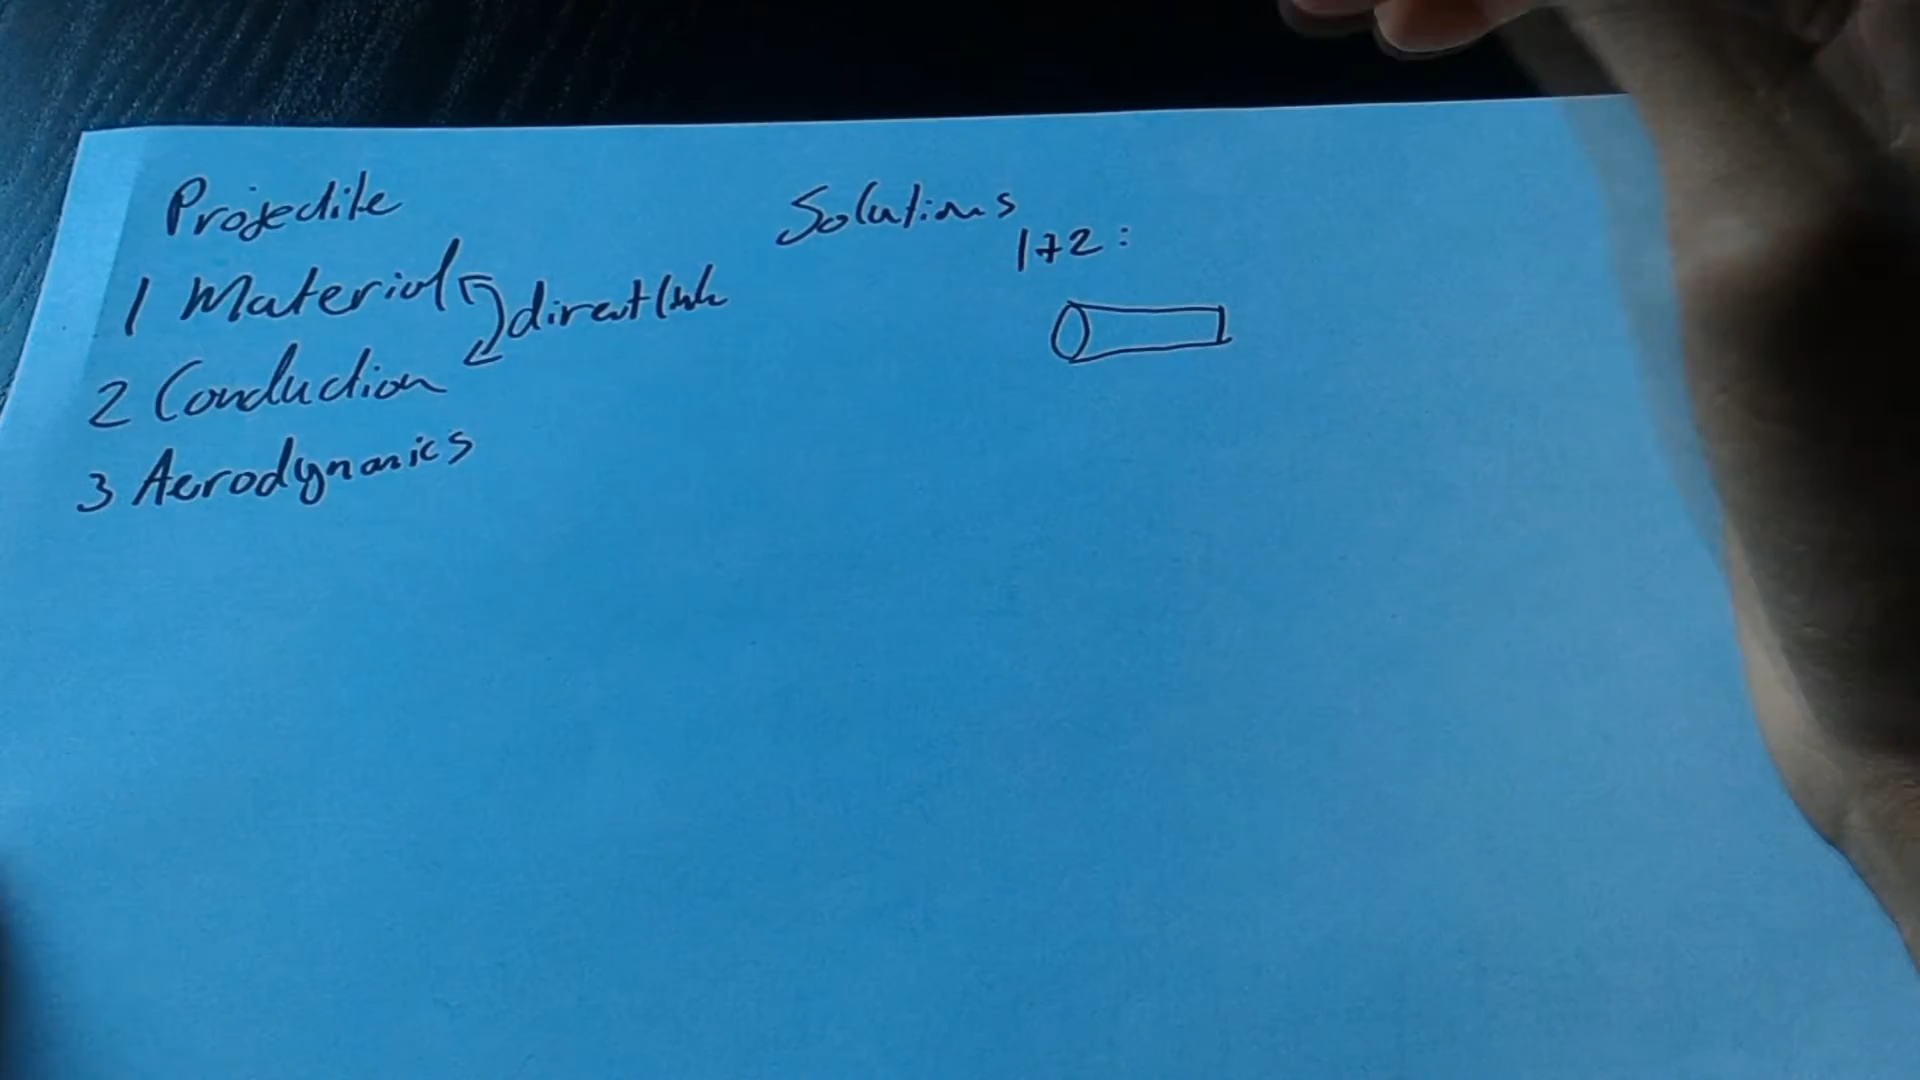 Projectile
1 Material
direct link
2 Conduction
3 Aerodynamics
Solutions
1+2: